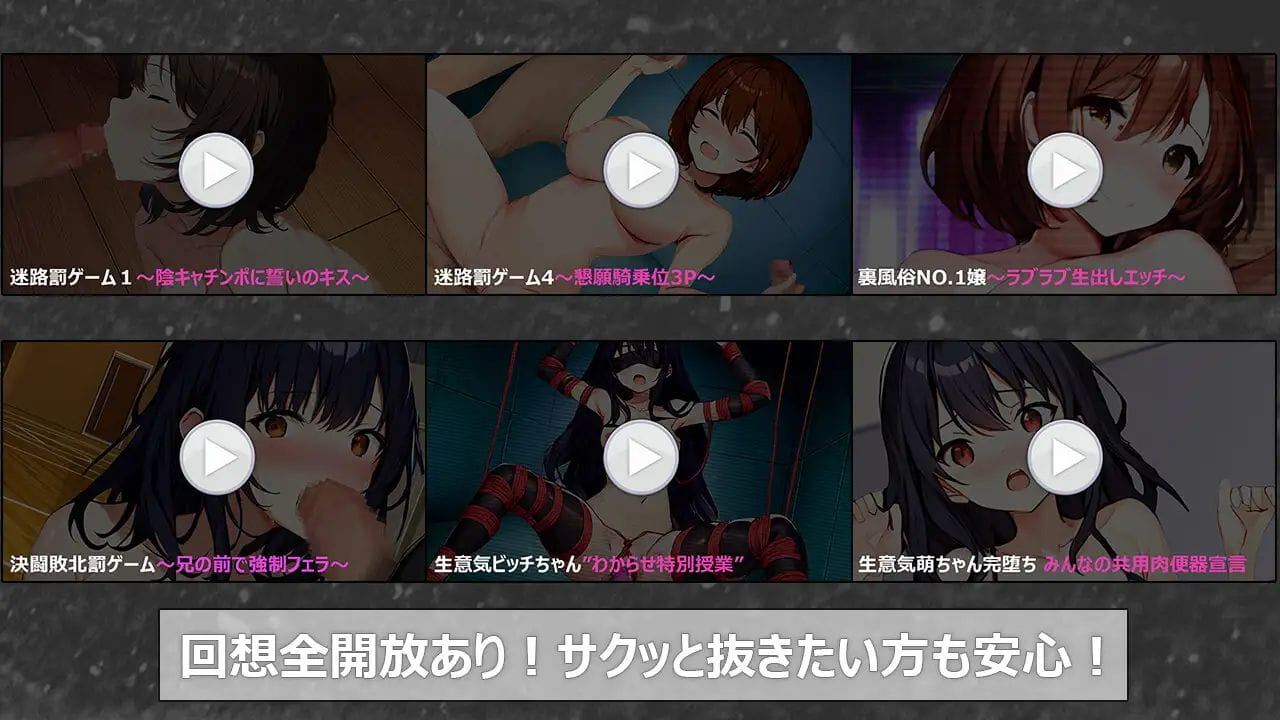 迷路罰ゲーム１～陰キャチンポに誓いのキス～
迷路罰ゲーム4～懇願騎乗位3P～
裏風俗NO.1嬢～ラブラブ生出しエッチ～
決闘敗北罰ゲーム～兄の前で強制フェラ～
生意気ビッチちゃん"わからせ特別授業"
生意気萌ちゃん完堕ち みんなの共用肉便器宣言
回想全開放あり！サクッと抜きたい方も安心！